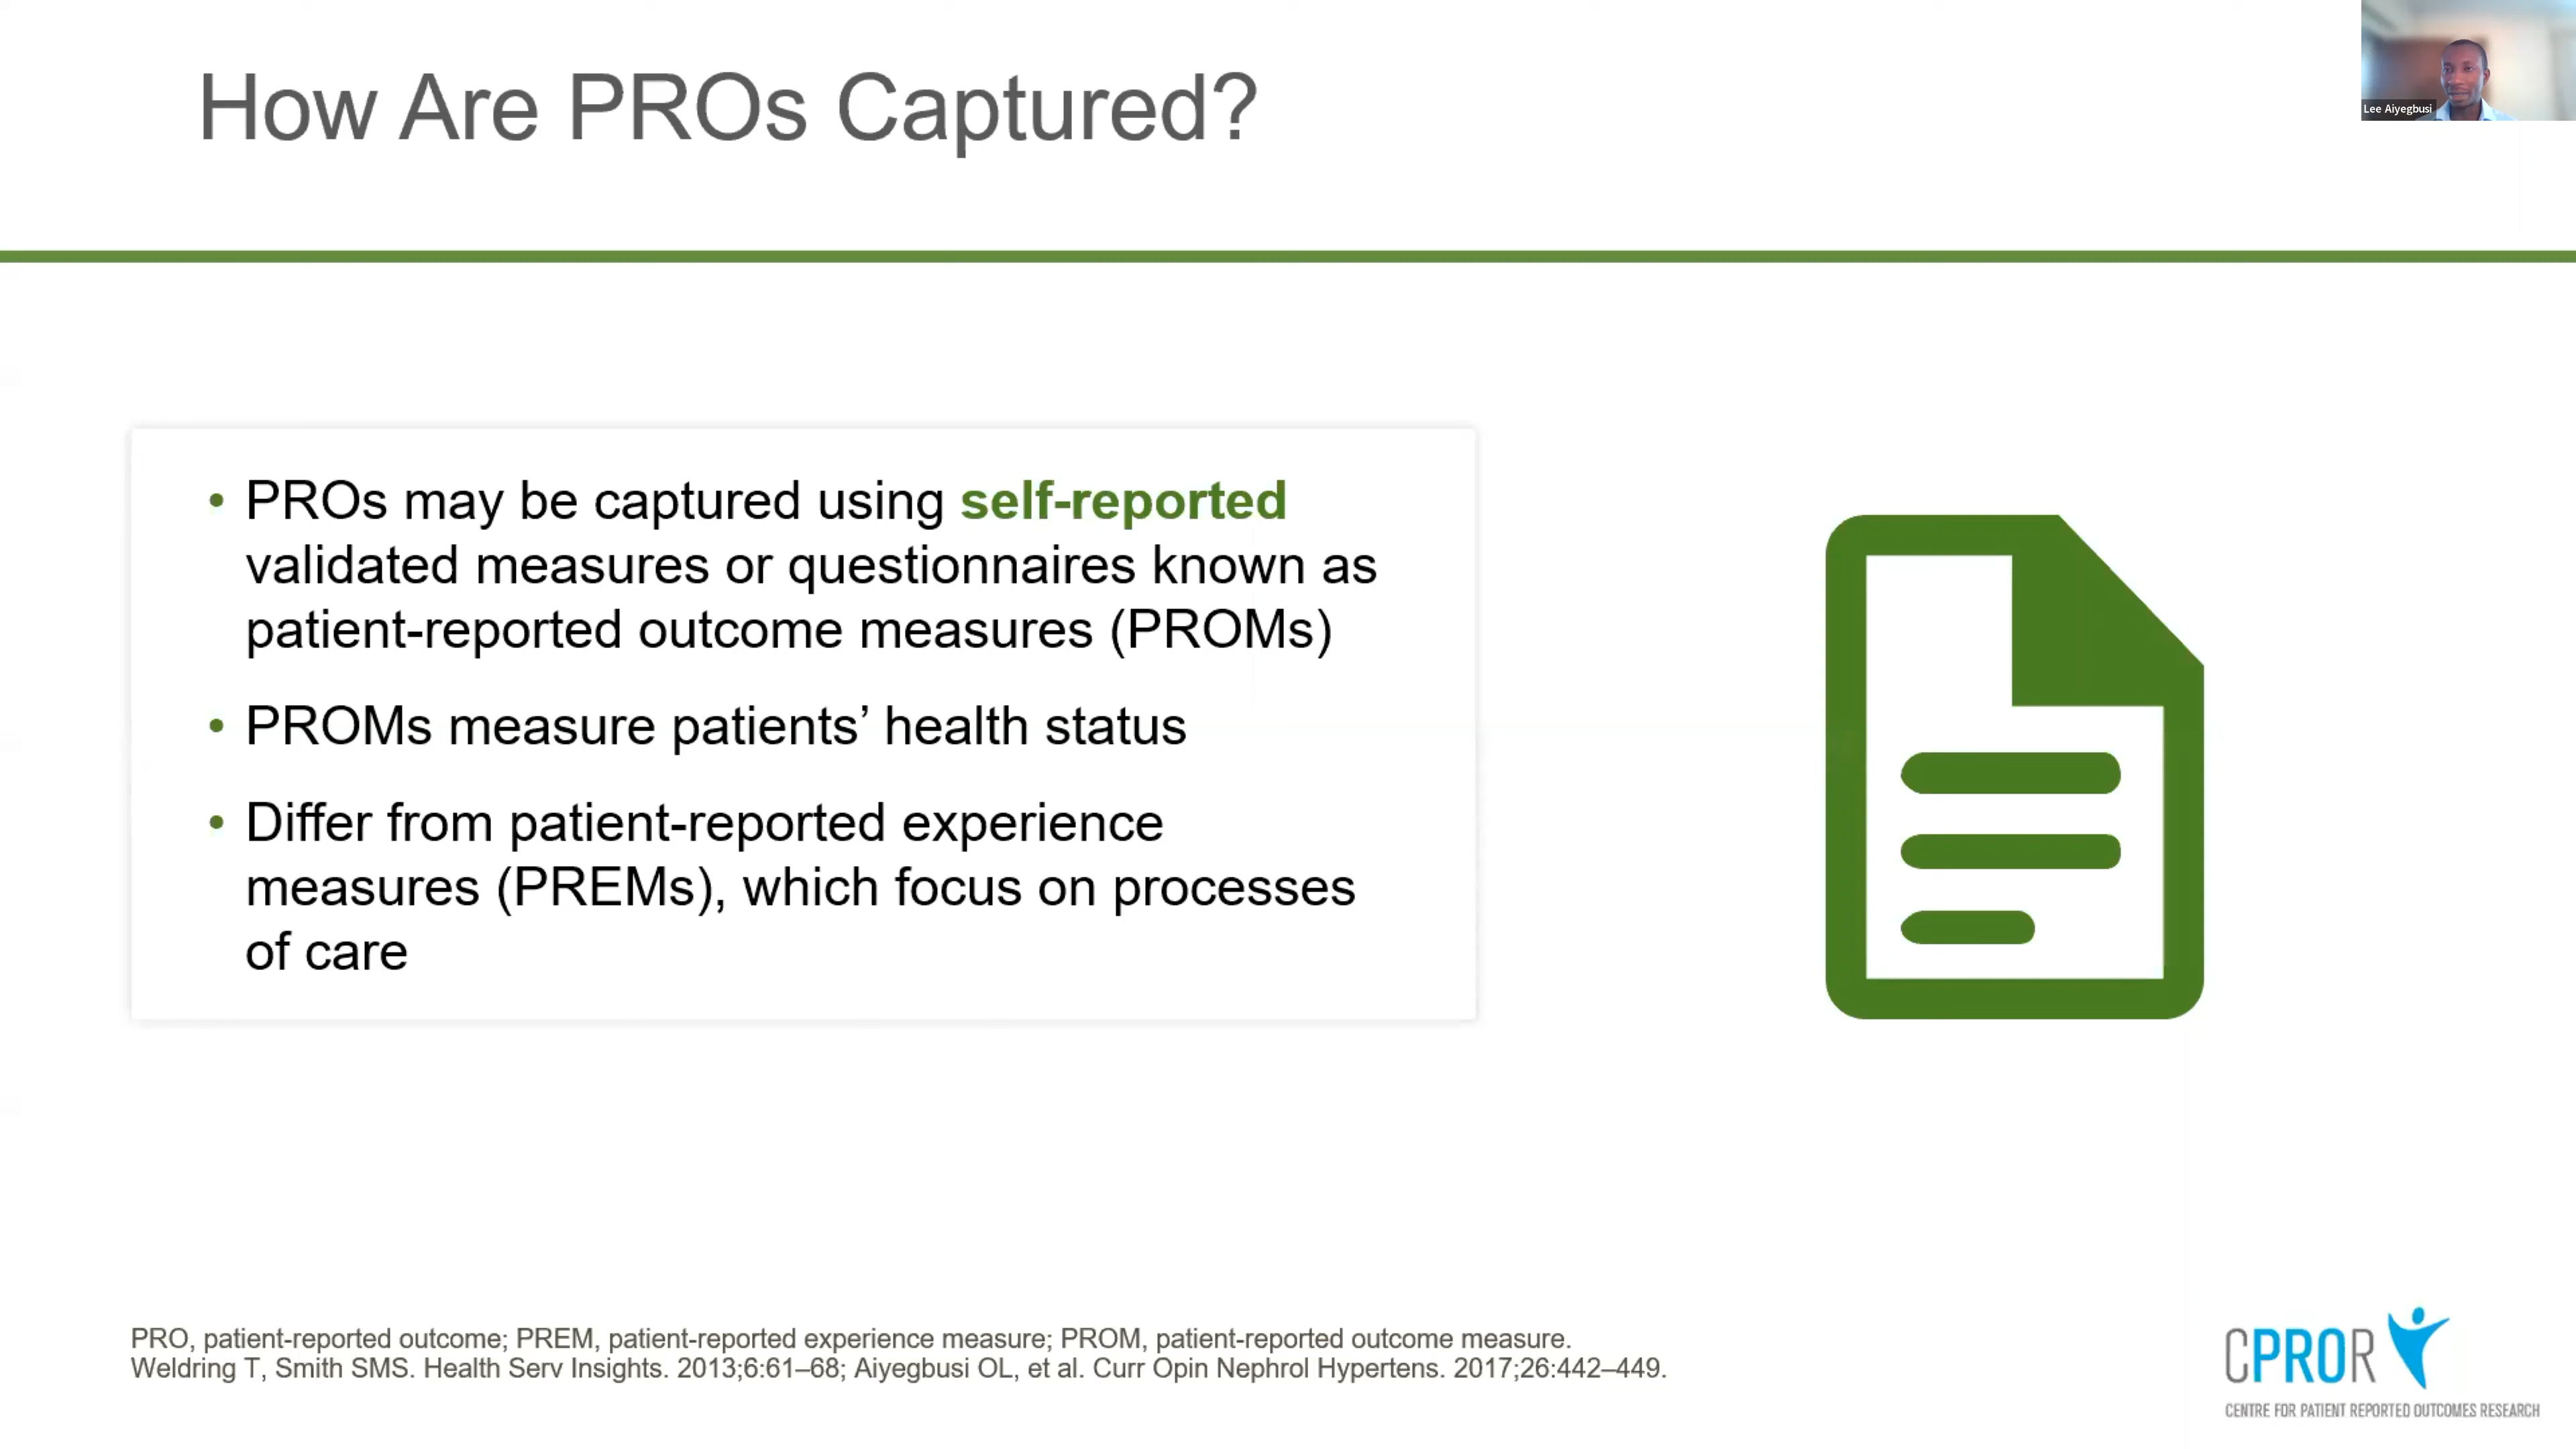 How Are PROs Captured?
Lee Aiyegbusi
• PROs may be captured using self-reported
validated measures or questionnaires known as
patient-reported outcome measures (PROMs)
• PROMs measure patients’ health status
• Differ from patient-reported experience
measures (PREMs), which focus on processes
of care
PRO, patient-reported outcome; PREM, patient-reported experience measure; PROM, patient-reported outcome measure.
Weldring T, Smith SMS. Health Serv Insights. 2013;6:61–68; Aiyegbusi OL, et al. Curr Opin Nephrol Hypertens. 2017;26:442–449.
CPROR
CENTRE FOR PATIENT REPORTED OUTCOMES RESEARCH